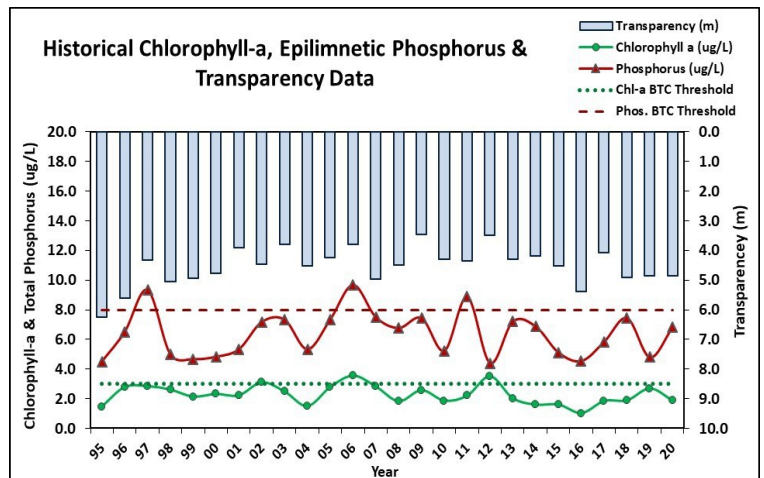 Historical Chlorophyll-a, Epilimnetic Phosphorus &
Transparency Data
Transparency (m)
Chlorophyll a (ug/L)
Phosphorus (ug/L)
Chl-a BTC Threshold
Phos. BTC Threshold
Chlorophyll-a & Total Phosphorus (ug/L)
20.0
18.0
16.0
14.0
12.0
10.0
8.0
6.0
4.0
2.0
0.0
0.0
1.0
2.0
3.0
4.0
5.0
6.0
7.0
8.0
9.0
10.0
Transparencey (m)
95 96 97 98 99 00 01 02 03 04 05 06 07 08 09 10 11 12 13 14 15 16 17 18 19 20
Year